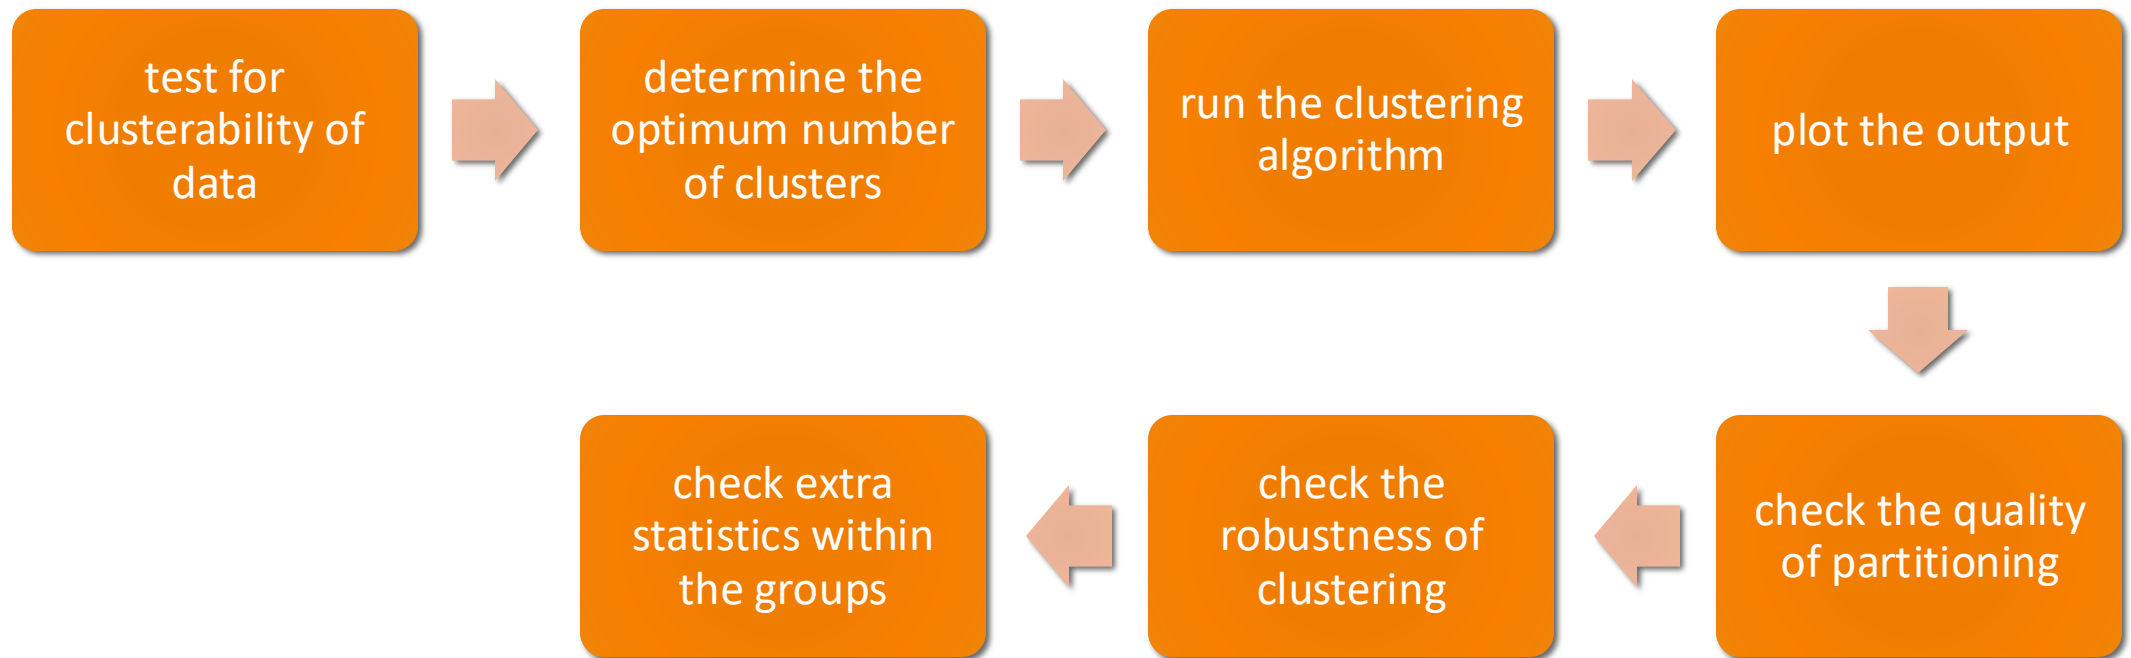 test for
clusterability of
data
determine the
optimum number
of clusters
run the clustering
algorithm
plot the output
check the quality
of partitioning
check the
robustness of
clustering
check extra
statistics within
the groups